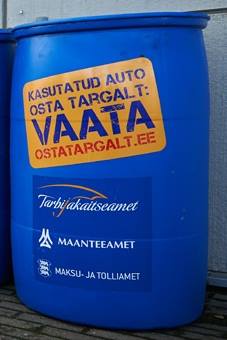 KASUTATUD AUTO
OSTA TARGALT:
VAATA
OSTATARGALT.EE
Tarbijakaitseamet
MAANTEEAMET
MAKSU- JA TOLLIAMET